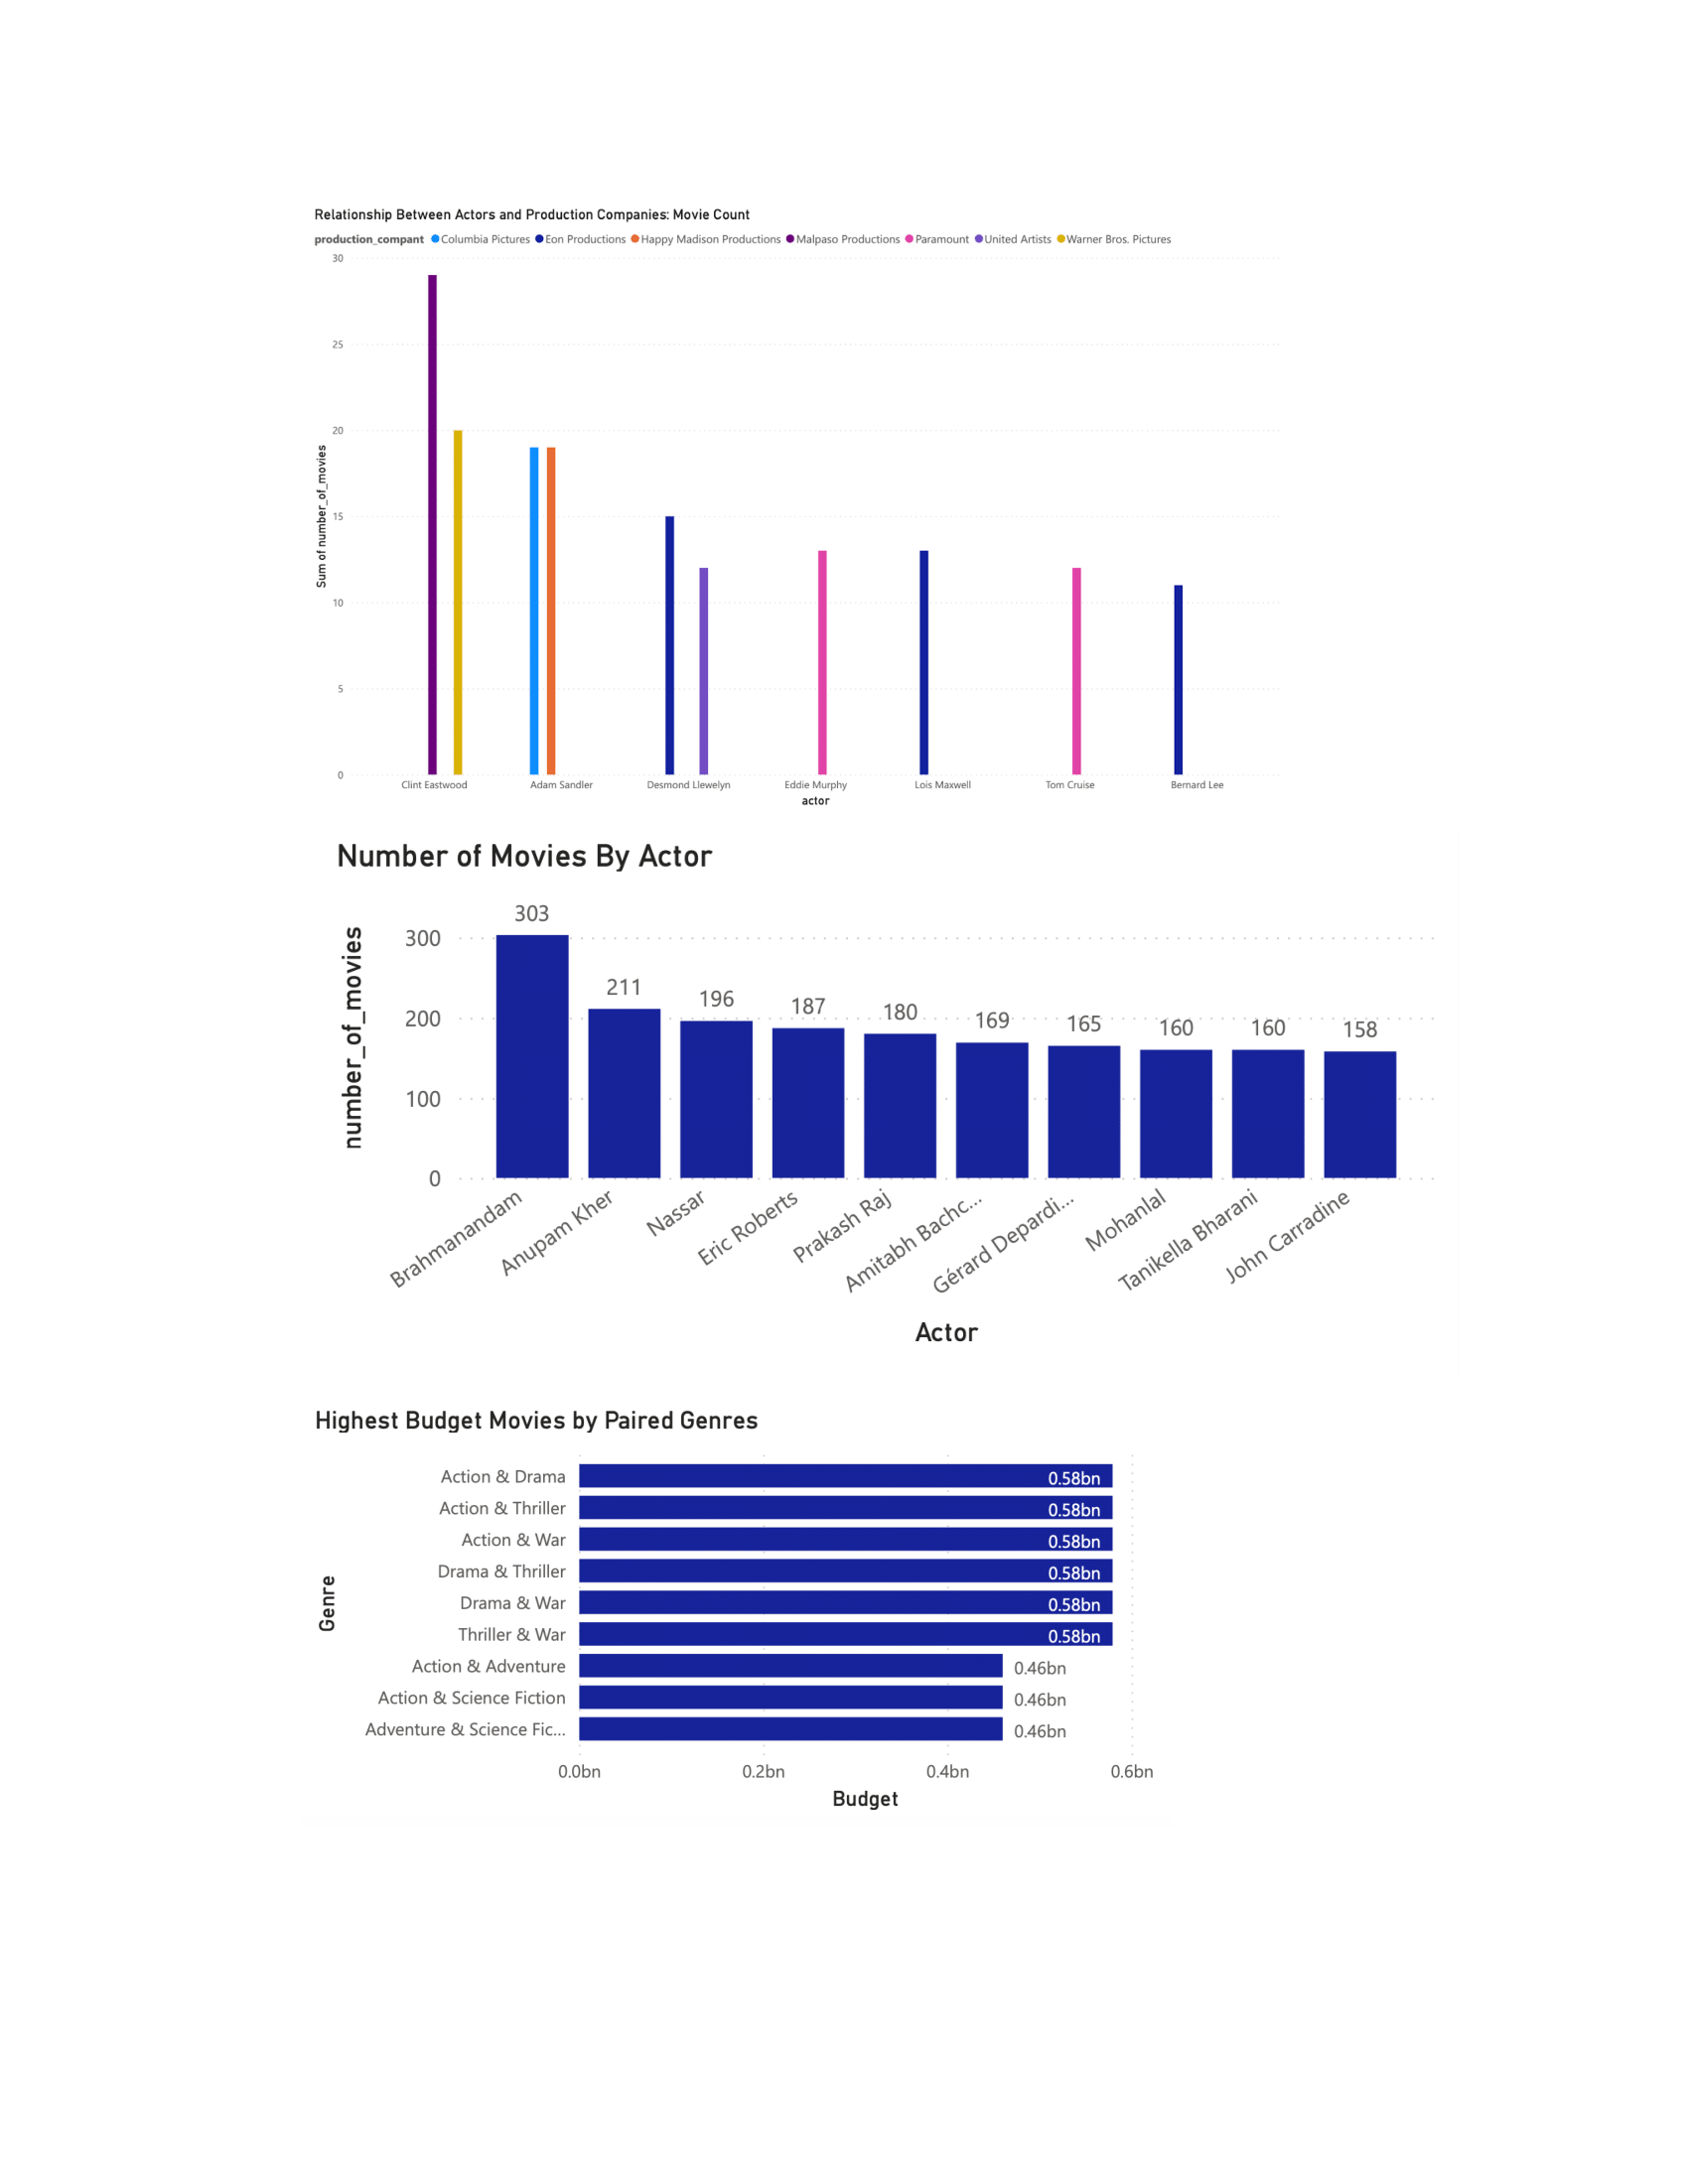 Relationship Between Actors and Production Companies: Movie Count
production_compant Columbia Pictures Eon Productions Happy Madison Productions Malpaso Productions Paramount United Artists Warner Bros. Pictures
30
25
20
15
10
5
0
Sum of number_of_movies
Clint Eastwood Adam Sandler Desmond Llewelyn Eddie Murphy Lois Maxwell Tom Cruise Bernard Lee
actor
Number of Movies By Actor
number_of_movies
300
200
100
0
303 211 196 187 180 169 165 160 160 158
Brahmanandam Anupam Kher Nassar Eric Roberts Prakash Raj Amitabh Bachc... Gérard Depardi... Mohanlal Tanikella Bharani John Carradine
Actor
Highest Budget Movies by Paired Genres
Genre
Action & Drama 0.58bn
Action & Thriller 0.58bn
Action & War 0.58bn
Drama & Thriller 0.58bn
Drama & War 0.58bn
Thriller & War 0.58bn
Action & Adventure 0.46bn
Action & Science Fiction 0.46bn
Adventure & Science Fic... 0.46bn
0.0bn 0.2bn 0.4bn 0.6bn
Budget